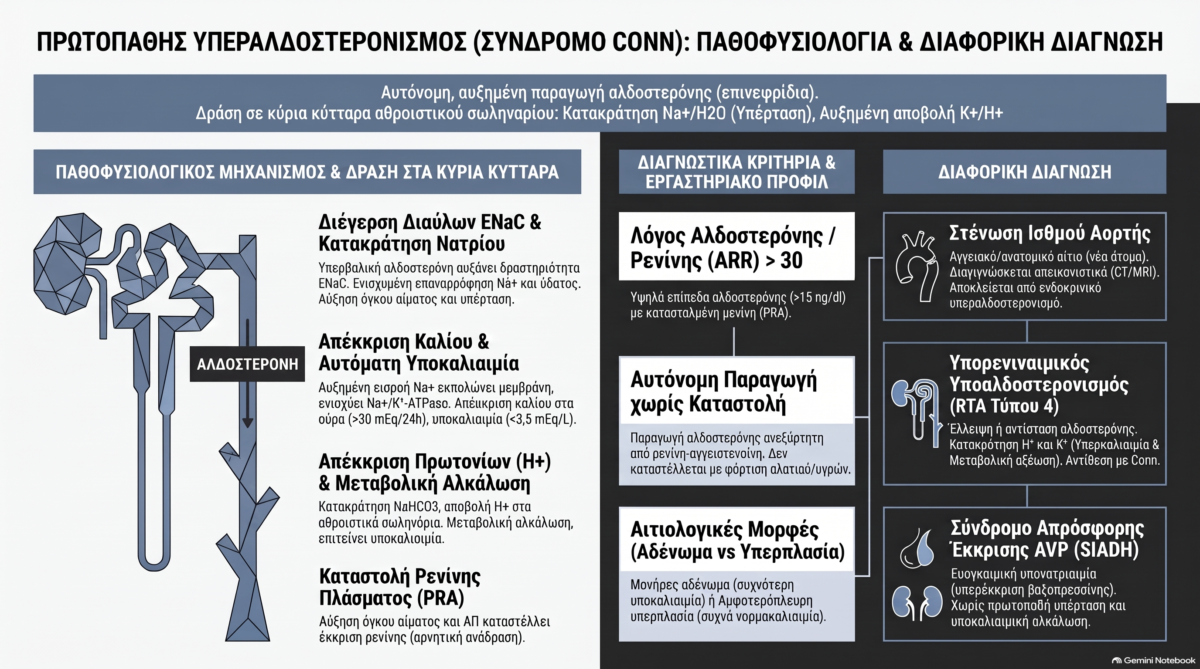 ΠΡΩΤΟΠΑΘΗΣ ΥΠΕΡΑΛΔΟΣΤΕΡΟΝΙΣΜΟΣ (ΣΥΝΔΡΟΜΟ CONN): ΠΑΘΟΦΥΣΙΟΛΟΓΙΑ & ΔΙΑΦΟΡΙΚΗ ΔΙΑΓΝΩΣΗ
Αυτόνομη, αυξημένη παραγωγή αλδοστερόνης (επινεφρίδια).
Δράση σε κύρια κύτταρα αθροιστικού σωληναρίου: Κατακράτηση Na+/H2O (Υπέρταση), Αυξημένη αποβολή K+/H+
ΠΑΘΟΦΥΣΙΟΛΟΓΙΚΟΣ ΜΗΧΑΝΙΣΜΟΣ & ΔΡΑΣΗ ΣΤΑ ΚΥΡΙΑ ΚΥΤΤΑΡΑ
ΑΛΔΟΣΤΕΡΟΝΗ
Διέγερση Διαύλων ENaC &
Κατακράτηση Νατρίου
Υπερβαλική αλδοστερόνη αυξάνει δραστηριότητα
ENaC. Ενισχυμένη επαναρρόφηση Na+ και ύδατος.
Αύξηση όγκου αίματος και υπέρταση.
Απέκκριση Καλίου &
Αυτόματη Υποκαλιαιμία
Αυξημένη εισροή Na+ εκπολώνει μεμβράνη,
ενιοχύει Na+/K+-ATPaso. Απέιικριση καλίου στα
ούρα (>30 mEq/24h), υποκαλιαιμία (<3,5 mEq/L).
Απέκκριση Πρωτονίων (H+)
& Μεταβολική Αλκάλωση
Κατακράτηση NaHCO3, αποβολή H+ στα
αθροιστικά σωληνόρια. Μεταβολική αλκάλωση,
επιτείνει υποκαλιοιμία.
Καταστολή Ρενίνης
Πλάσματος (PRA)
Αύξηση όγκου αίματος και ΑΠ καταστέλλει
έκκριση ρενίνης (αρνητική ανάδραση).
ΔΙΑΓΝΩΣΤΙΚΑ ΚΡΙΤΗΡΙΑ &
ΕΡΓΑΣΤΗΡΙΑΚΟ ΠΡΟΦΙΛ
Λόγος Αλδοστερόνης /
Ρενίνης (ARR) > 30
Υψηλά επίπεδα αλδοστερόνης (>15 ng/dl)
με κατασταλμένη μενίνη (PRA).
Αυτόνομη Παραγωγή
χωρίς Καταστολή
Παραγωγή αλδοστερόνης ανεξύρτητη
από ρενίνη-αγγειστενοίνη. Δεν
καταστέλλεται με φόρτιση αλατιαό/υγρών.
Αιτιολογικές Μορφές
(Αδένωμα vs Υπερπλασία)
Μονήρες αδένωμα (συχνότερη
υποκαλιαιμία) ή Αμφοτερόπλευρη
υπερπλασία (συχνά νορμακαλιαιμία).
ΔΙΑΦΟΡΙΚΗ ΔΙΑΓΝΩΣΗ
Στένωση Ισθμού Αορτής
Αγγειακό/ανατομικό αίτιο (νέα άτομα).
Διαγιγνώσκεται απεικονιστικά (CT/MRI).
Αποκλείεται από ενδοκρινικό
υπεραλδοστερονισμό.
Υπορενιναιμικός
Υποαλδοστερονισμός
(RTA Τύπου 4)
Έλλειψη ή αντίσταση αλδοστερόνης.
Κατακρότηση H+ και K+ (Υπερκαλιαιμία &
Μεταβολική αξέωση). Αντίθεση με Conn.
Σύνδρομο Απρόσφορης
Έκκρισης AVP (SIADH)
Ευογκαιμική υπονατριαιμία
(υπερέκκριση βαζοπρεσσίνης).
Χωρίς πρωτοπαθή υπέρταση και
υποκαλιαιμική αλκάλωση.
Gemini Notebook